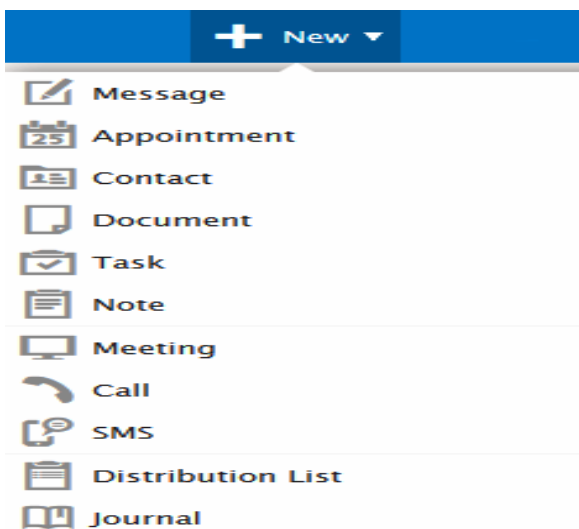 New
Message
25
Appointment
Contact
Document
Task
Note
Meeting
Call
SMS
Distribution List
Journal